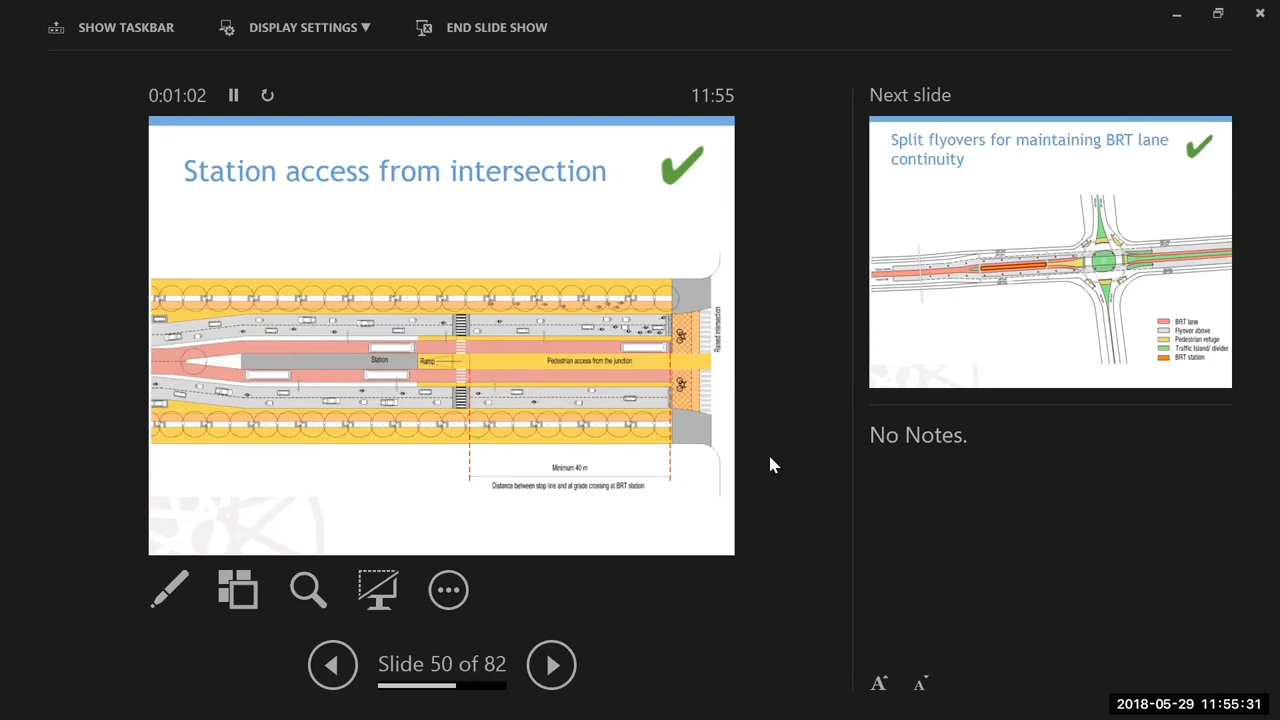 SHOW TASKBAR
DISPLAY SETTINGS ▼
END SLIDE SHOW
0:01:02
11:55
Station access from intersection
Raised intersection
Station
Ramp
Pedestrian access from the junction
Minimum 40 m
Distance between stop line and at grade crossing at BRT station
Slide 50 of 82
Next slide
Split flyovers for maintaining BRT lane
continuity
BRT lane
Flyover above
Pedestrian refuge
Traffic Island/ divider
BRT station
No Notes.
A A
2018-05-29 11:55:31